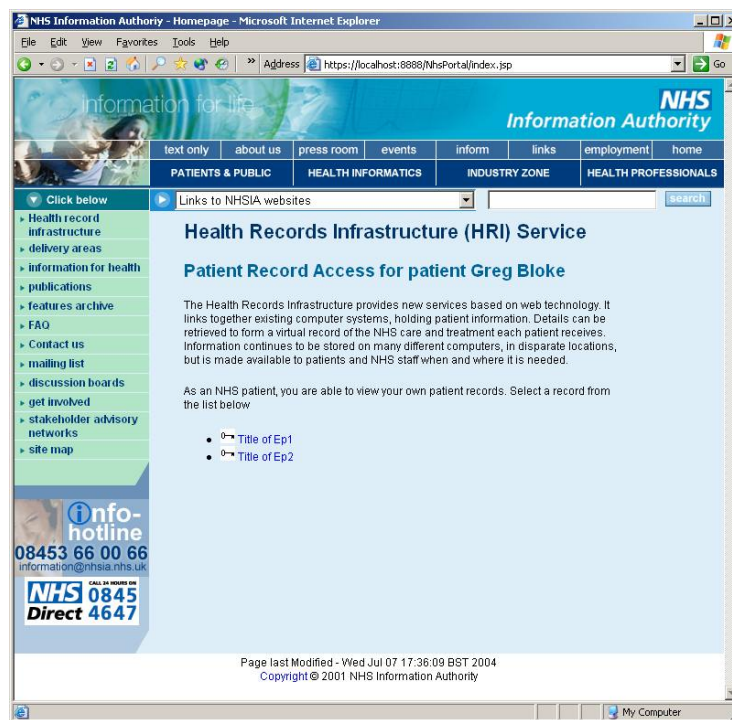 NHS Information Authoriy - Homepage - Microsoft Internet Explorer
File Edit View Favorites Tools Help
» Address https://localhost:8888/NhsPortal/index.jsp Go
information for life
NHS
Information Authority
text only about us press room events inform links employment home
PATIENTS & PUBLIC HEALTH INFORMATICS INDUSTRY ZONE HEALTH PROFESSIONALS
Click below
Links to NHSIA websites
search
Health record
infrastructure
delivery areas
information for health
publications
features archive
FAQ
Contact us
mailing list
discussion boards
get involved
stakeholder advisory
networks
site map
Health Records Infrastructure (HRI) Service
Patient Record Access for patient Greg Bloke
The Health Records Infrastructure provides new services based on web technology. It
links together existing computer systems, holding patient information. Details can be
retrieved to form a virtual record of the NHS care and treatment each patient receives.
Information continues to be stored on many different computers, in disparate locations,
but is made available to patients and NHS staff when and where it is needed.
As an NHS patient, you are able to view your own patient records. Select a record from
the list below
Title of Ep1
Title of Ep2
info-
hotline
08453 66 00 66
information@nhsia.nhs.uk
NHS
Direct
CALL 24 HOURS ON
0845
4647
Page last Modified - Wed Jul 07 17:36:09 BST 2004
Copyright © 2001 NHS Information Authority
My Computer